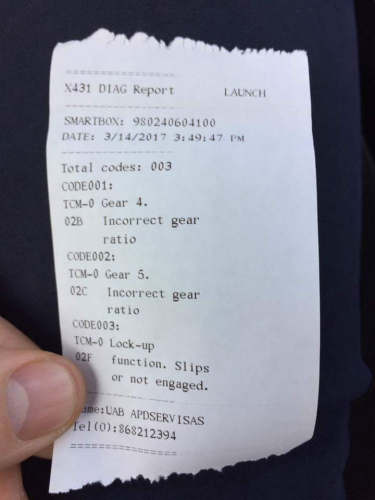 ====================
X431 DIAG Report LAUNCH
--------------------
SMARTBOX: 980240604100
DATE: 3/14/2017 3:49:47 PM
--------------------
Total codes: 003
CODE001:
TCM-0 Gear 4.
02B Incorrect gear
ratio
CODE002:
TCM-0 Gear 5.
02C Incorrect gear
ratio
CODE003:
TCM-0 Lock-up
02F function. Slips
or not engaged.
--------------------
ame:UAB APDSERVISAS
Tel(0):868212394
====================